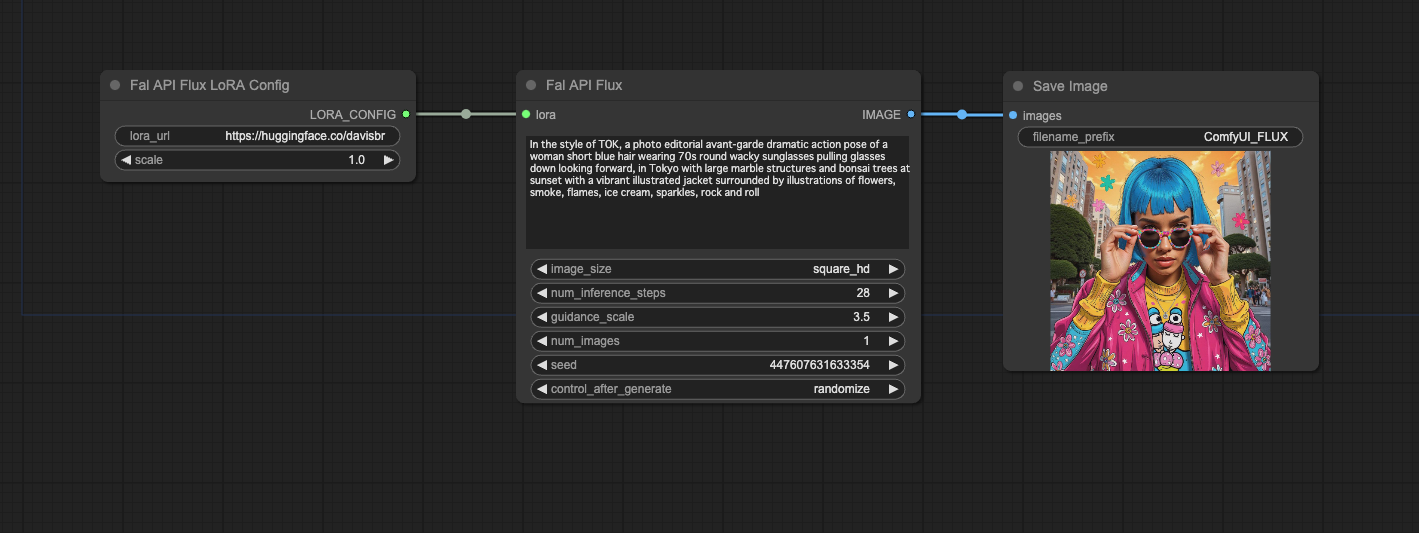 Fal API Flux LoRA Config
LORA_CONFIG
lora_url https://huggingface.co/davisbr
scale 1.0
Fal API Flux
lora IMAGE
In the style of TOK, a photo editorial avant-garde dramatic action pose of a
woman short blue hair wearing 70s round wacky sunglasses pulling glasses
down looking forward, in Tokyo with large marble structures and bonsai trees at
sunset with a vibrant illustrated jacket surrounded by illustrations of flowers,
smoke, flames, ice cream, sparkles, rock and roll
image_size square_hd
num_inference_steps 28
guidance_scale 3.5
num_images 1
seed 447607631633354
control_after_generate randomize
Save Image
images
filename_prefix ComfyUI_FLUX